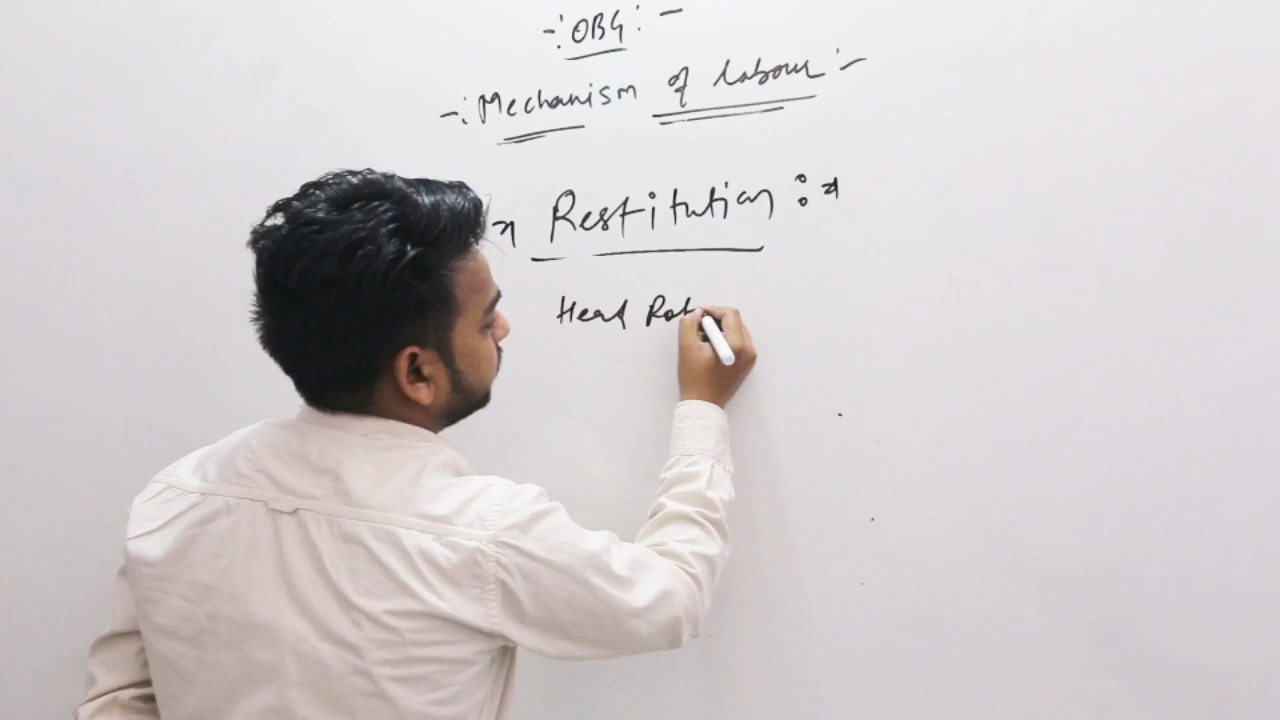 -: OBG :-
-: Mechanism of labour :-
* Restitution : *
Head Rot